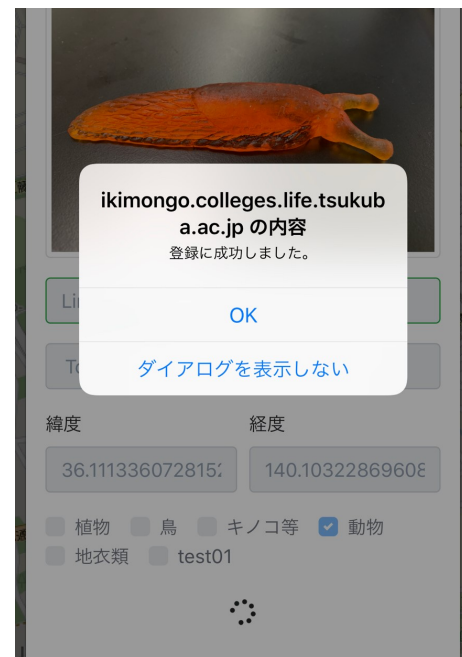 ikimongo.colleges.life.tsukub
a.ac.jp の内容
登録に成功しました。
OK
ダイアログを表示しない
緯度 経度
36.1113360728152 140.10322869608
植物 鳥 キノコ等 動物
地衣類 test01